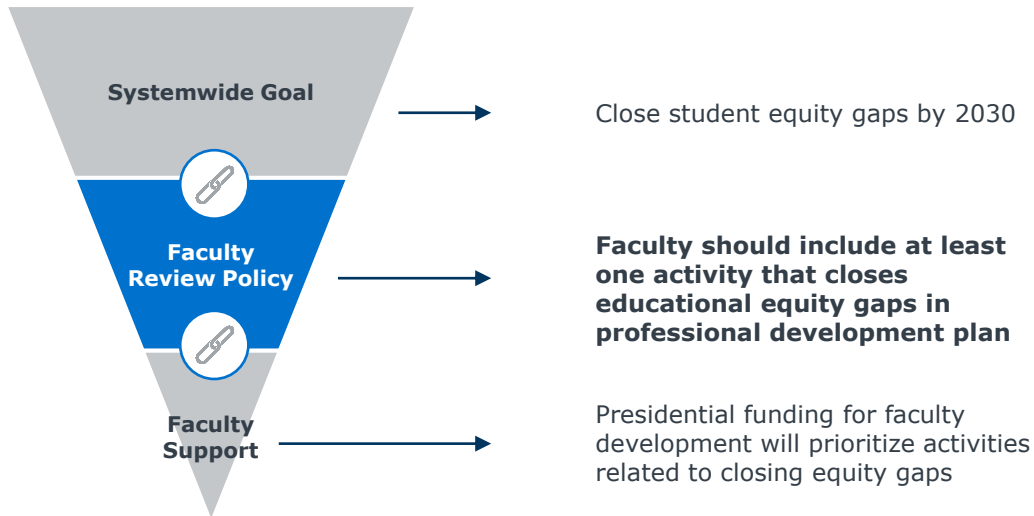 Systemwide Goal
Close student equity gaps by 2030
Faculty
Review Policy
Faculty should include at least
one activity that closes
educational equity gaps in
professional development plan
Faculty
Support
Presidential funding for faculty
development will prioritize activities
related to closing equity gaps